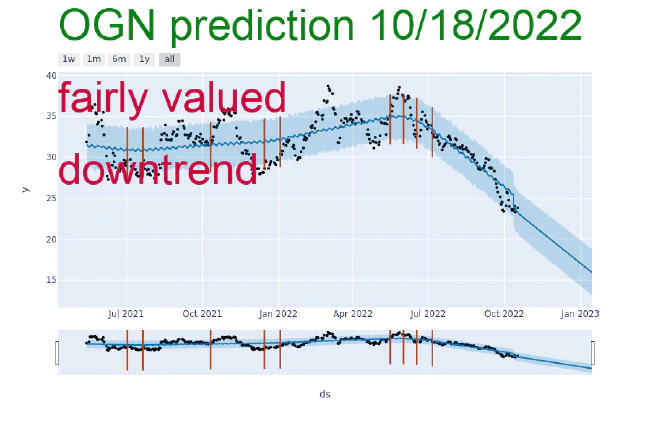 OGN prediction 10/18/2022
1w 1m 6m 1y all
40
fairly valued
35
30
downtrend
25
y
20
15
Jul 2021 Oct 2021 Jan 2022 Apr 2022 Jul 2022 Oct 2022 Jan 2023
ds